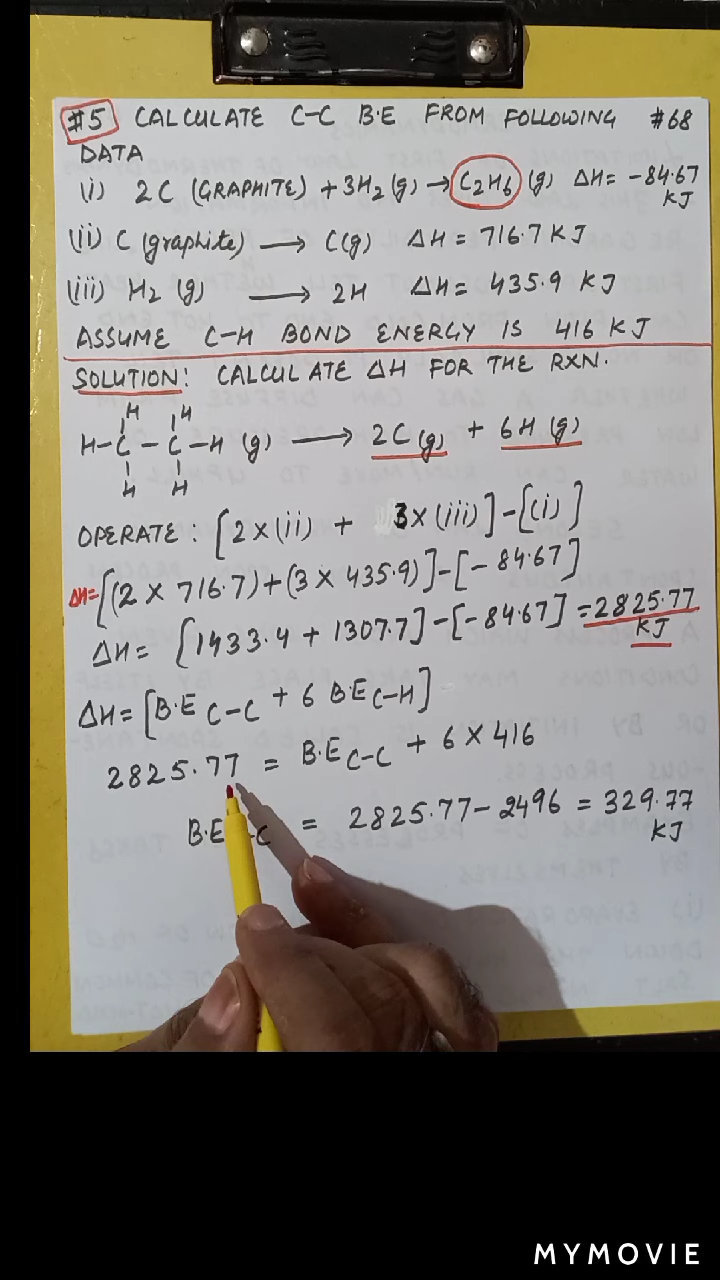 #5 CALCULATE C-C B·E FROM FOLLOWING #68
DATA
(i) 2C (GRAPHITE) + 3H2(g) → C2H6 (g) ΔH = -84.67
KJ
(ii) C (graphite) → C(g) ΔH = 716.7 KJ
(iii) H2 (g) → 2H ΔH = 435.9 KJ
ASSUME C-H BOND ENERGY IS 416 KJ
SOLUTION: CALCULATE ΔH FOR THE RXN.
H H
H-C-C-H (g) → 2C(g) + 6H(g)
H H
OPERATE: [2×(ii) + 3×(iii)]-[(i)]
ΔH=[(2 × 716.7)+(3 × 435.9)]-[-84.67]
ΔH= [1433.4 + 1307.7]-[-84.67] =2825.77
KJ
ΔH=[B·E C-C + 6 B·E C-H]
2825.77 = B·E C-C + 6 × 416
B·E -C = 2825.77-2496 = 329.77
KJ
MYMOVIE